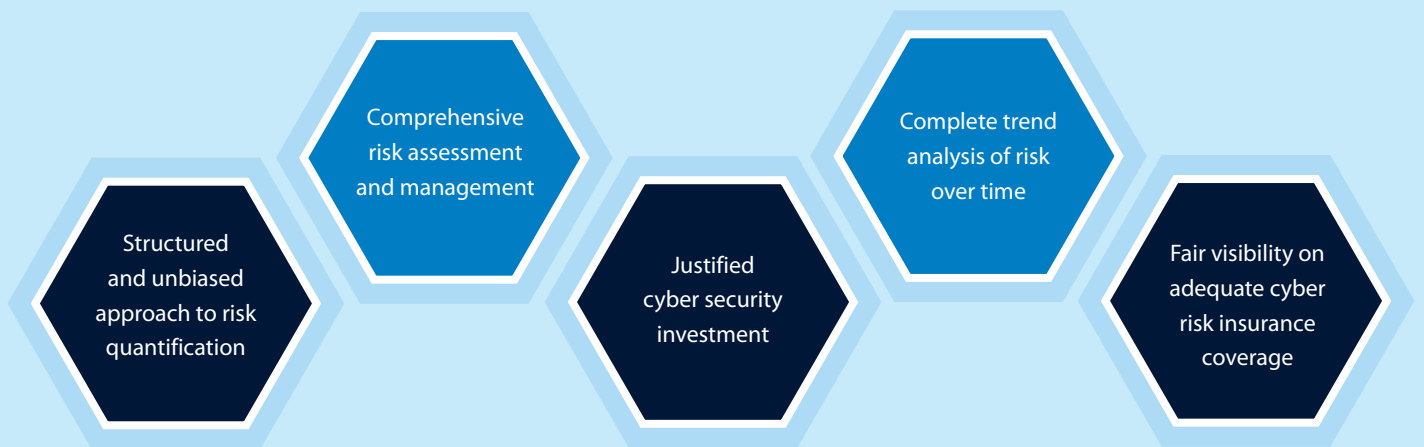 Structured
and unbiased
approach to risk
quantification
Comprehensive
risk assessment
and management
Justified
cyber security
investment
Complete trend
analysis of risk
over time
Fair visibility on
adequate cyber
risk insurance
coverage